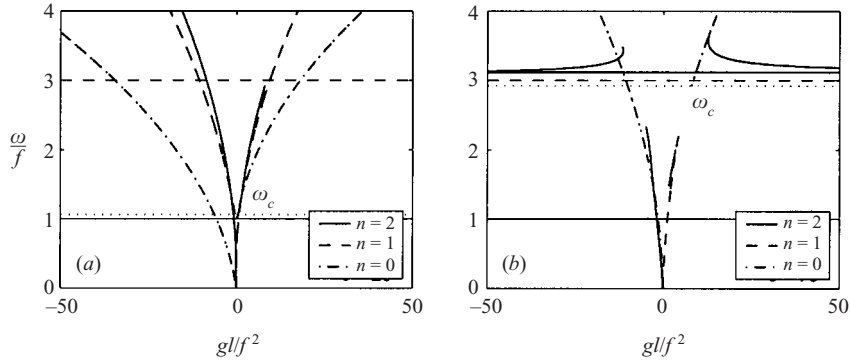 4
3
ω/f
2
ω_c
1
(a)
n = 2
n = 1
n = 0
0
−50
0
50
gl/f²
4
3
ω_c
2
1
(b)
n = 2
n = 1
n = 0
0
−50
0
50
gl/f²